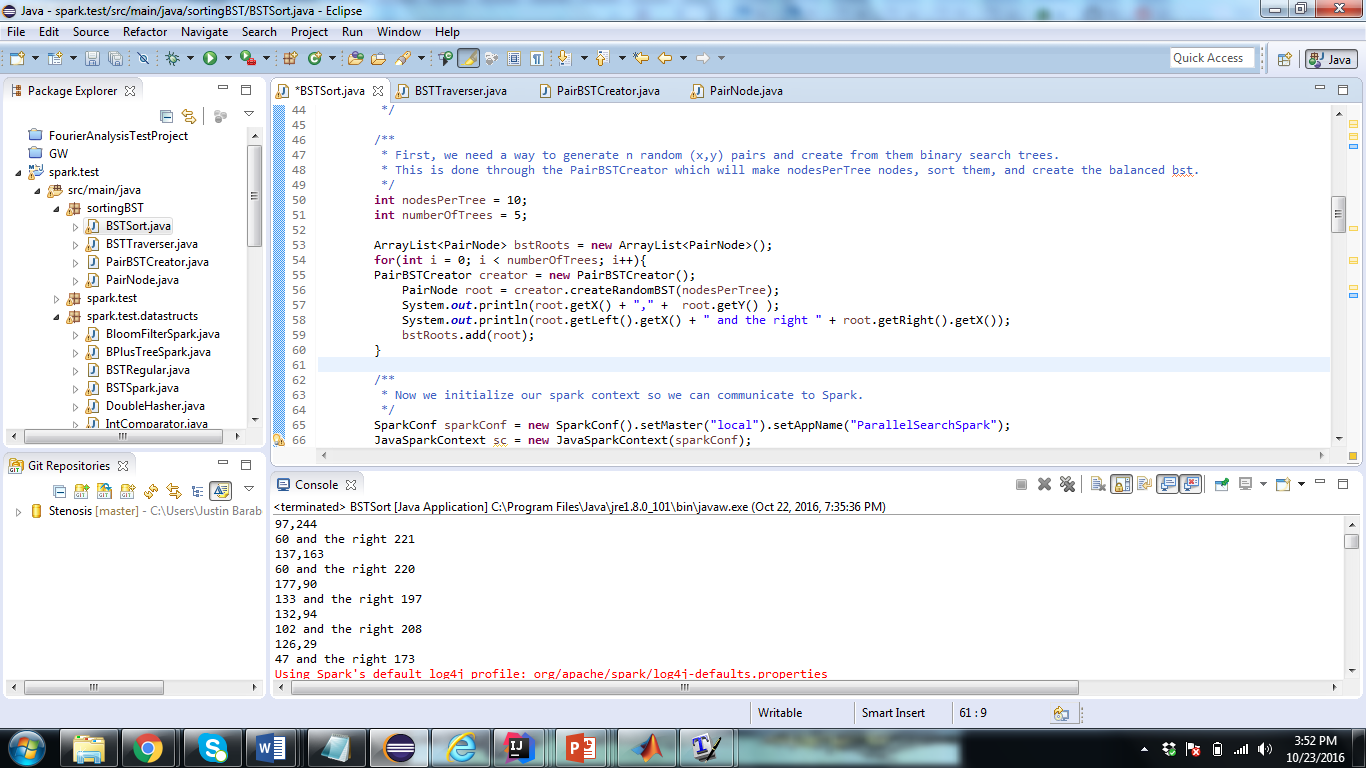 Java - spark.test/src/main/java/sortingBST/BSTSort.java - Eclipse
File Edit Source Refactor Navigate Search Project Run Window Help
Quick Access
Java
Package Explorer
FourierAnalysisTestProject
GW
spark.test
src/main/java
sortingBST
BSTSort.java
BSTTraverser.java
PairBSTCreator.java
PairNode.java
spark.test
spark.test.datastructs
BloomFilterSpark.java
BPlusTreeSpark.java
BSTRegular.java
BSTSpark.java
DoubleHasher.java
IntComparator.java
Git Repositories
Stenosis [master] - C:\Users\Justin Barab
*BSTSort.java BSTTraverser.java PairBSTCreator.java PairNode.java
44 */
45
46 /**
47 * First, we need a way to generate n random (x,y) pairs and create from them binary search trees.
48 * This is done through the PairBSTCreator which will make nodesPerTree nodes, sort them, and create the balanced bst.
49 */
50 int nodesPerTree = 10;
51 int numberOfTrees = 5;
52
53 ArrayList<PairNode> bstRoots = new ArrayList<PairNode>();
54 for(int i = 0; i < numberOfTrees; i++){
55 PairBSTCreator creator = new PairBSTCreator();
56 PairNode root = creator.createRandomBST(nodesPerTree);
57 System.out.println(root.getX() + "," +  root.getY() );
58 System.out.println(root.getLeft().getX() + " and the right " + root.getRight().getX());
59 bstRoots.add(root);
60 }
61
62 /**
63 * Now we initialize our spark context so we can communicate to Spark.
64 */
65 SparkConf sparkConf = new SparkConf().setMaster("local").setAppName("ParallelSearchSpark");
66 JavaSparkContext sc = new JavaSparkContext(sparkConf);
Console
<terminated> BSTSort [Java Application] C:\Program Files\Java\jre1.8.0_101\bin\javaw.exe (Oct 22, 2016, 7:35:36 PM)
97,244
60 and the right 221
137,163
60 and the right 220
177,90
133 and the right 197
132,94
102 and the right 208
126,29
47 and the right 173
Using Spark's default log4j profile: org/apache/spark/log4j-defaults.properties
Writable Smart Insert 61 : 9
3:52 PM
10/23/2016